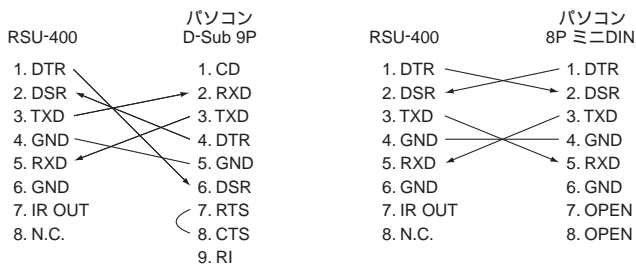 パソコン
RSU-400 D-Sub 9P
1. DTR 1. CD
2. DSR 2. RXD
3. TXD 3. TXD
4. GND 4. DTR
5. RXD 5. GND
6. GND 6. DSR
7. IR OUT 7. RTS
8. N.C. 8. CTS
9. RI
パソコン
RSU-400 8P ミニDIN
1. DTR 1. DTR
2. DSR 2. DSR
3. TXD 3. TXD
4. GND 4. GND
5. RXD 5. RXD
6. GND 6. GND
7. IR OUT 7. OPEN
8. N.C. 8. OPEN